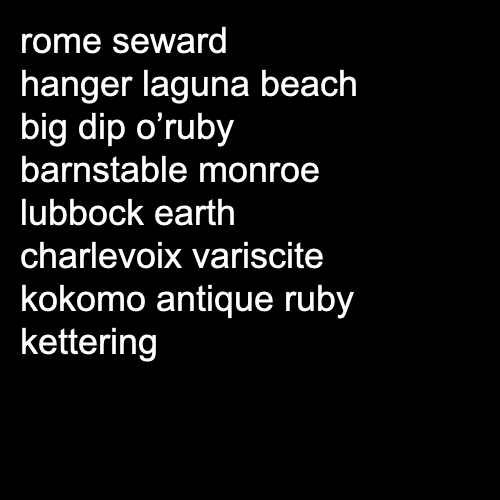 rome seward
hanger laguna beach
big dip o’ruby
barnstable monroe
lubbock earth
charlevoix variscite
kokomo antique ruby
kettering